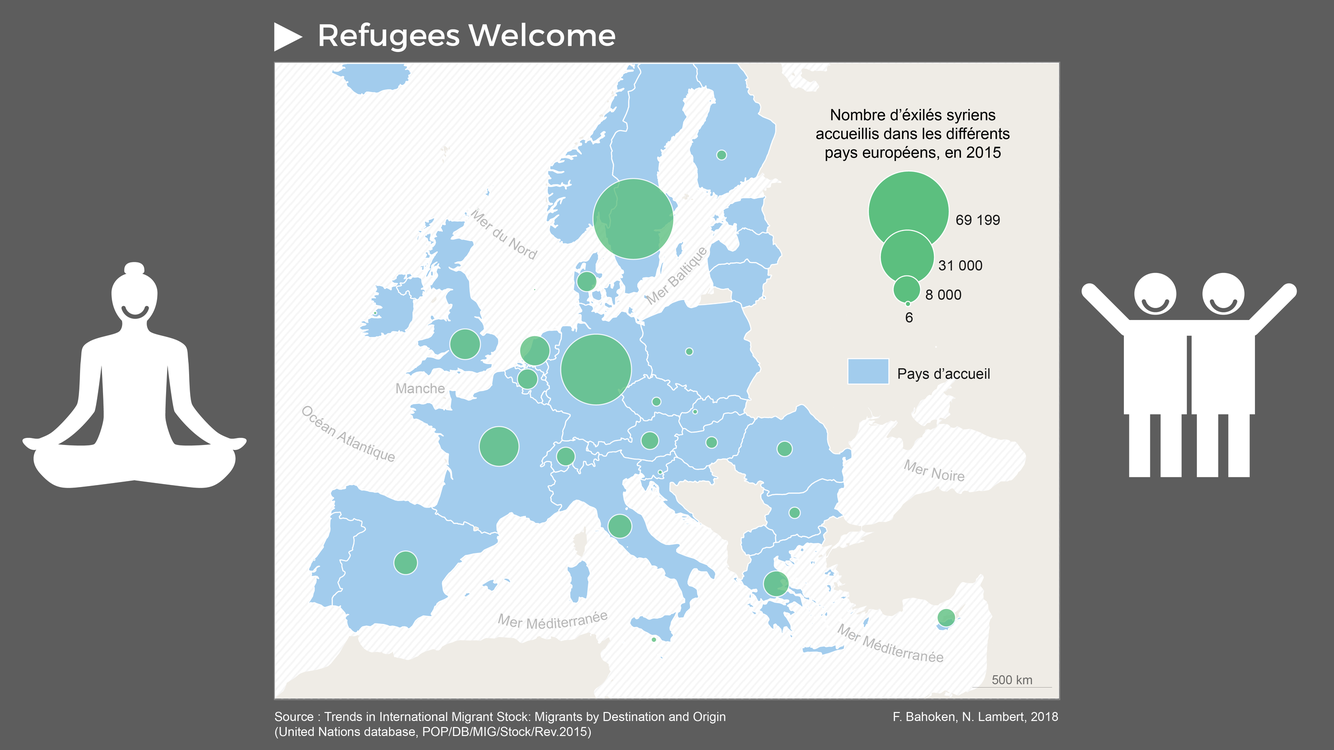 Refugees Welcome
Nombre d’éxilés syriens
accueillis dans les différents
pays européens, en 2015
69 199
31 000
8 000
6
Pays d’accueil
Mer du Nord
Mer Baltique
Manche
Océan Atlantique
Mer Noire
Mer Méditerranée
Mer Méditerranée
500 km
Source : Trends in International Migrant Stock: Migrants by Destination and Origin
(United Nations database, POP/DB/MIG/Stock/Rev.2015)
F. Bahoken, N. Lambert, 2018